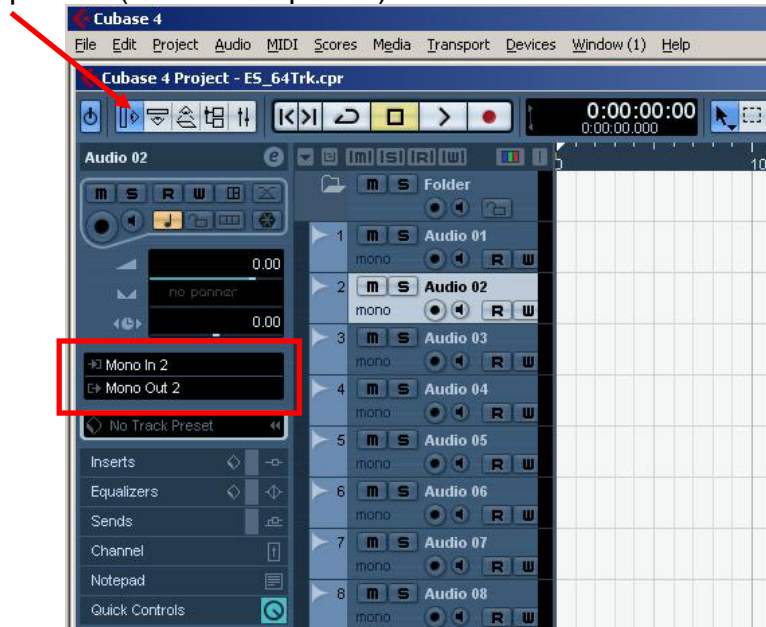 Cubase 4
File Edit Project Audio MIDI Scores Media Transport Devices Window (1) Help
Cubase 4 Project - E5_64Trk.cpr
0:00:00:00
0:00:00.000
Audio 02
e
[m] [S] [R] [W]
10
m S R W
m S Folder
0.00
1 m S Audio 01
mono R W
no panner
2 m S Audio 02
mono R W
0.00
3 m S Audio 03
mono R W
Mono In 2
Mono Out 2
4 m S Audio 04
mono R W
No Track Preset
5 m S Audio 05
mono R W
Inserts
Equalizers
6 m S Audio 06
mono R W
Sends
Channel
7 m S Audio 07
mono R W
Notepad
Quick Controls
8 m S Audio 08
mono R W